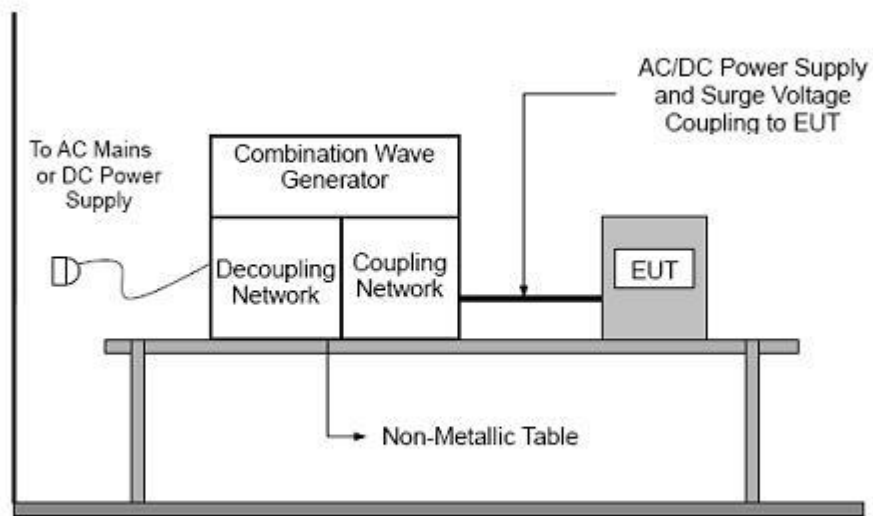 AC/DC Power Supply
and Surge Voltage
Coupling to EUT
To AC Mains
or DC Power
Supply
Combination Wave
Generator
Decoupling
Network
Coupling
Network
EUT
Non-Metallic Table